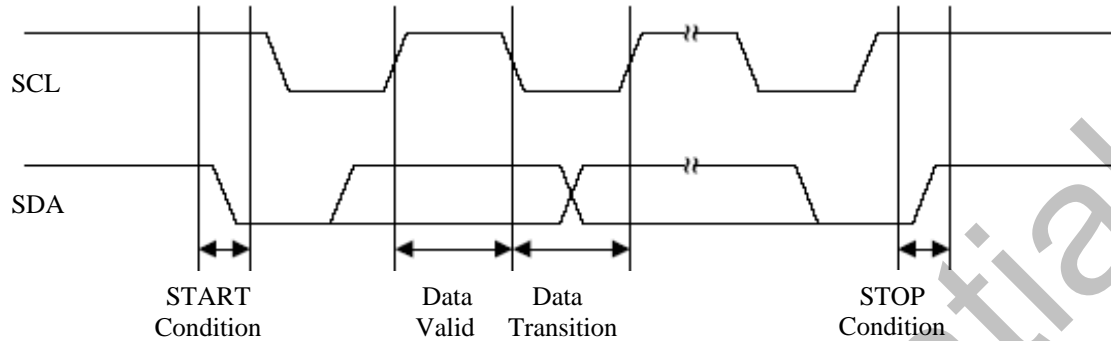 SCL
SDA
START
Condition
Data
Valid
Data
Transition
STOP
Condition